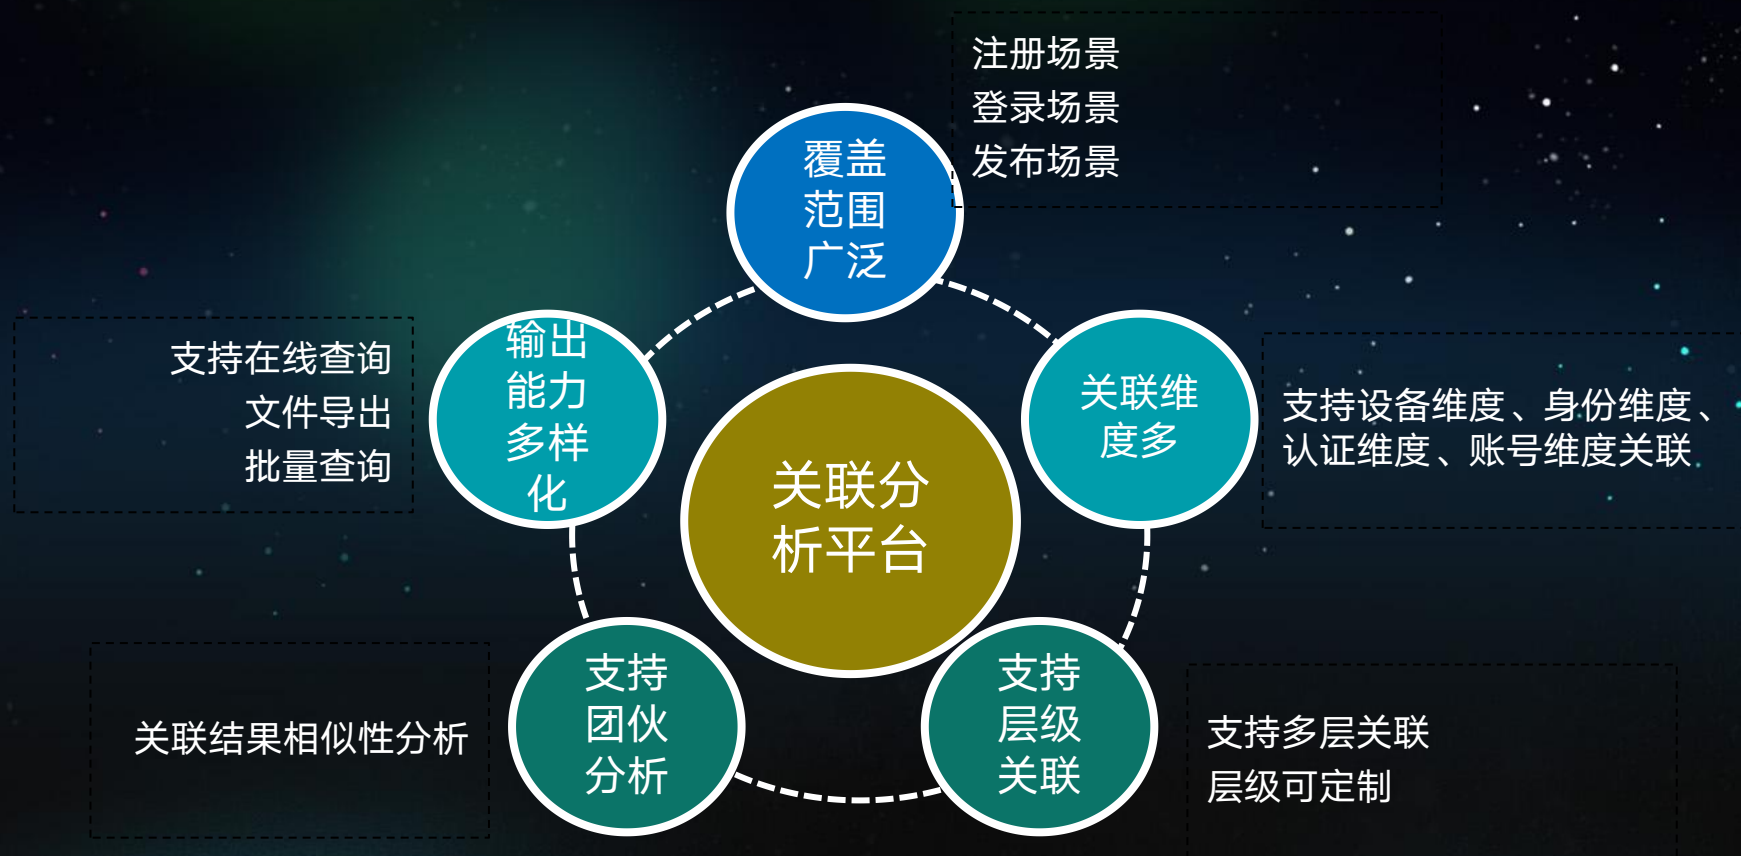 注册场景
登录场景
发布场景
覆盖
范围
广泛
支持在线查询
文件导出
批量查询
输出
能力
多样
化
关联维
度多
支持设备维度、身份维度、
认证维度、账号维度关联
关联分
析平台
关联结果相似性分析
支持
团伙
分析
支持
层级
关联
支持多层关联
层级可定制